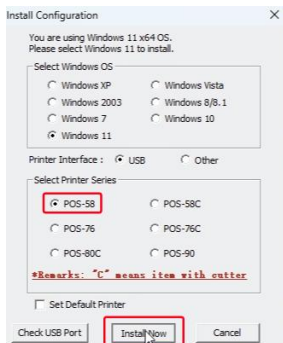 Install Configuration
You are using Windows 11 x64 OS.
Please select Windows 11 to install.
Select Windows OS
Windows XP Windows Vista
Windows 2003 Windows 8/8.1
Windows 7 Windows 10
Windows 11
Printer Interface : USB Other
Select Printer Series
POS-58 POS-58C
POS-76 POS-76C
POS-80C POS-90
*Remarks: "C" means item with cutter
Set Default Printer
Check USB Port Install Now Cancel